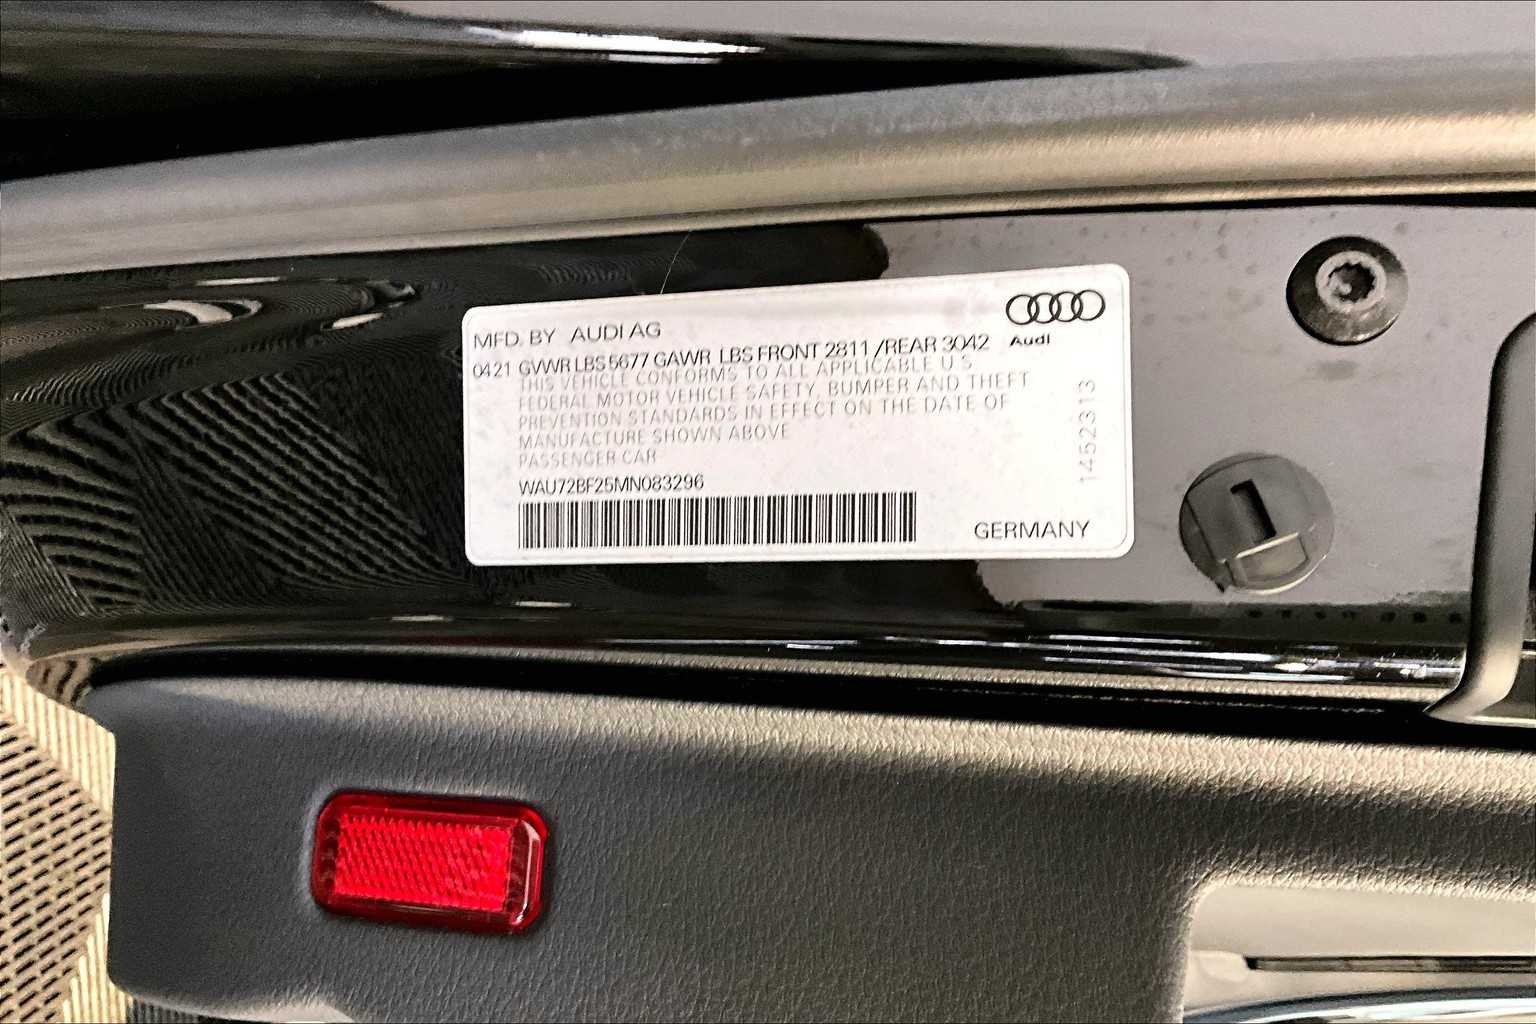 MFD. BY AUDI AG
Audi
0421 GVWR LBS 5677 GAWR LBS FRONT 2811 /REAR 3042
THIS VEHICLE CONFORMS TO ALL APPLICABLE U.S
FEDERAL MOTOR VEHICLE SAFETY, BUMPER AND THEFT
PREVENTION STANDARDS IN EFFECT ON THE DATE OF
MANUFACTURE SHOWN ABOVE
PASSENGER CAR
WAU72BF25MN083296
GERMANY
1452313